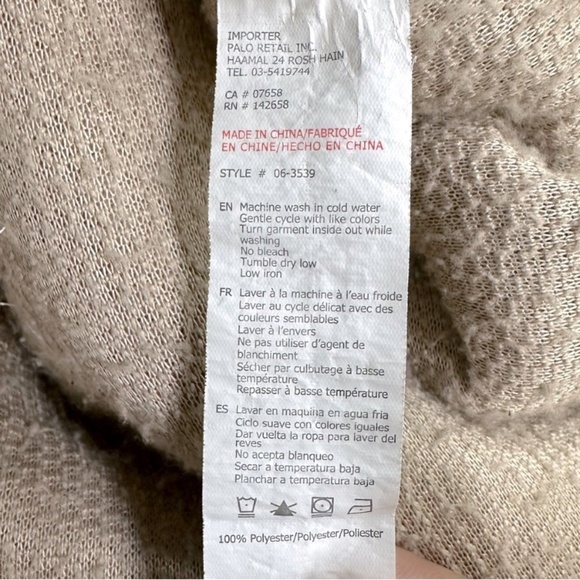 IMPORTER
PALO RETAIL INC.
HAAMAL 24 ROSH HAIN
TEL. 03-5419744
CA # 07658
RN # 142658
MADE IN CHINA/FABRIQUÉ
EN CHINE/HECHO EN CHINA
STYLE # 06-3539
EN Machine wash in cold water
Gentle cycle with like colors
Turn garment inside out while
washing
No bleach
Tumble dry low
Low iron
FR Laver à la machine à l'eau froide
Laver au cycle délicat avec des
couleurs semblables
Laver à l'envers
Ne pas utiliser d'agent de
blanchiment
Sécher par culbutage à basse
température
Repasser à basse température
ES Lavar en maquina en agua fria
Ciclo suave con colores iguales
Dar vuelta la ropa para laver del
reves
No acepta blanqueo
Secar a temperatura baja
Planchar a temperatura baja
100% Polyester/Polyester/Poliester